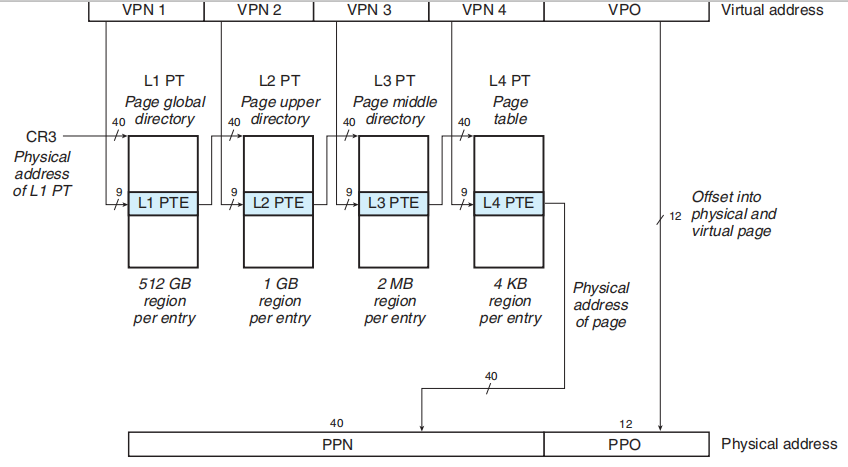 VPN 1 VPN 2 VPN 3 VPN 4 VPO Virtual address
L1 PT L2 PT L3 PT L4 PT
Page global Page upper Page middle Page
directory directory directory table
40 40 40 40
CR3
Physical
address
of L1 PT
9 9 9 9
L1 PTE L2 PTE L3 PTE L4 PTE
Offset into
12 physical and
virtual page
512 GB 1 GB 2 MB 4 KB
region region region region
per entry per entry per entry per entry
Physical
address
of page
40
40 12
PPN PPO Physical address